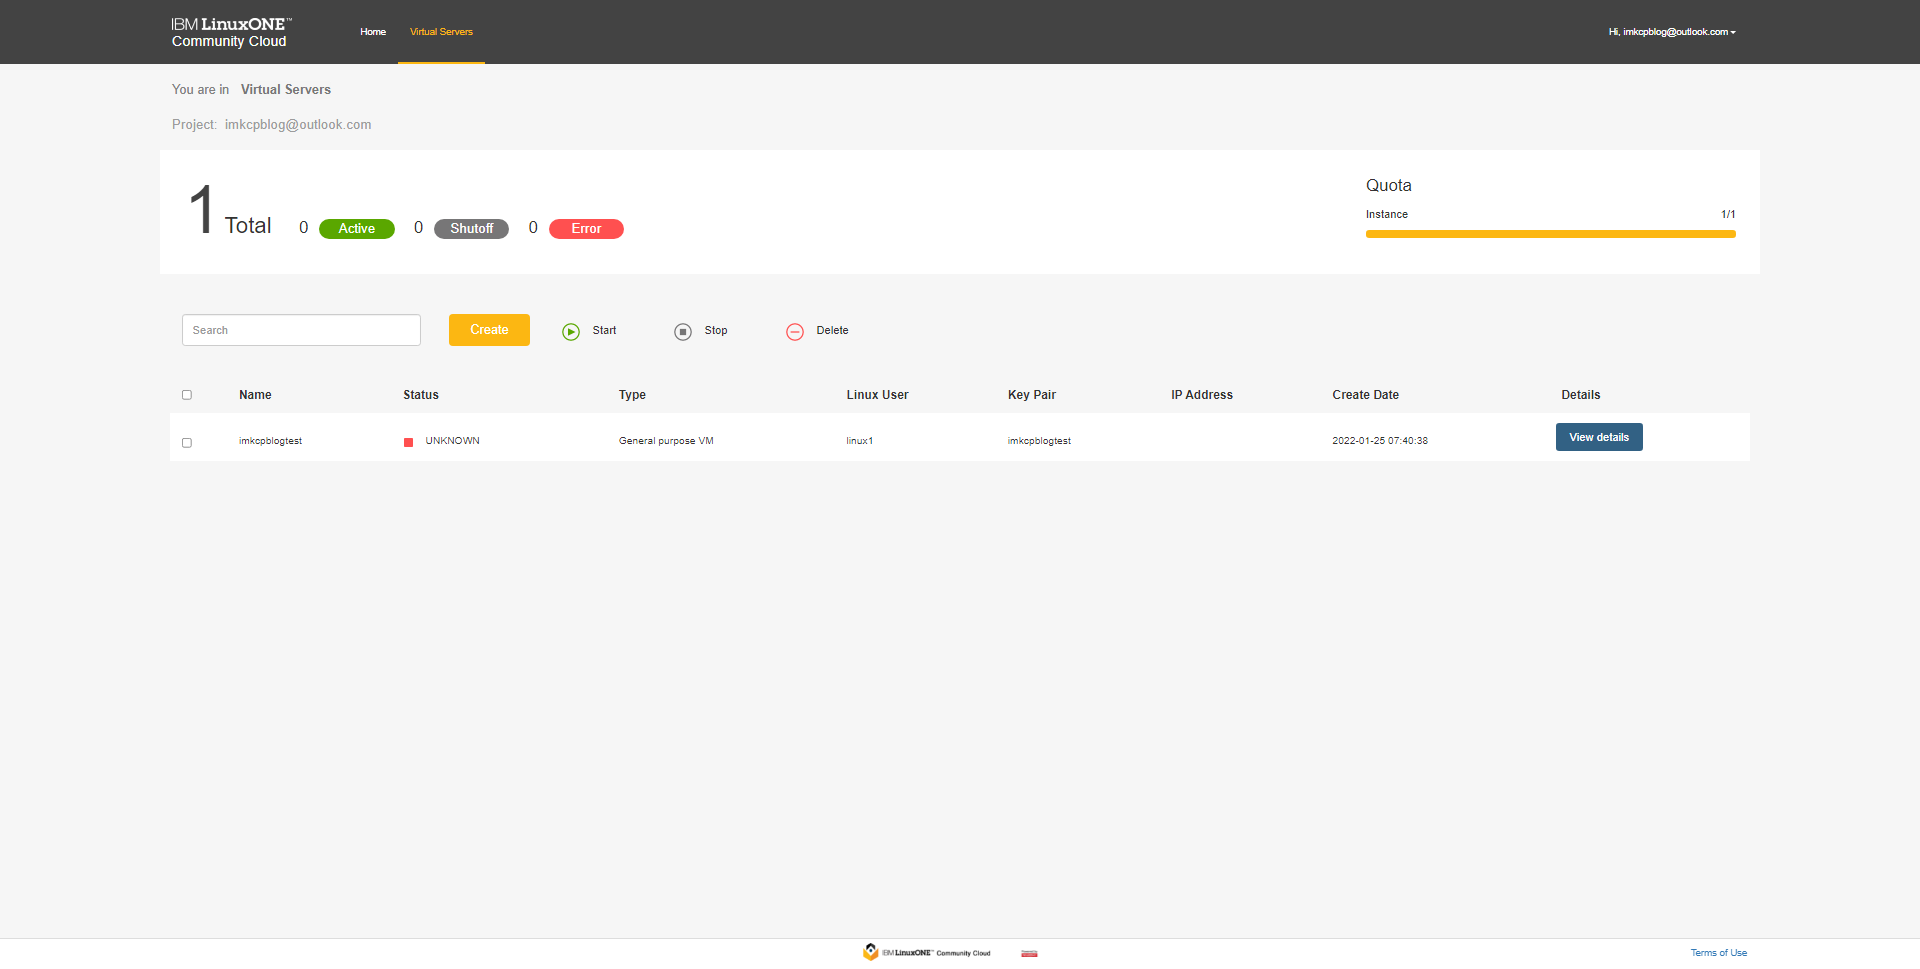 IBM LinuxONE™
Community Cloud
Home Virtual Servers Hi, imkcpblog@outlook.com
You are in Virtual Servers
Project: imkcpblog@outlook.com
1 Total 0 Active 0 Shutoff 0 Error
Quota
Instance 1/1
Search Create Start Stop Delete
Name Status Type Linux User Key Pair IP Address Create Date Details
imkcpblogtest UNKNOWN General purpose VM linux1 imkcpblogtest 2022-01-25 07:40:38 View details
IBM LinuxONE™ Community Cloud Terms of Use